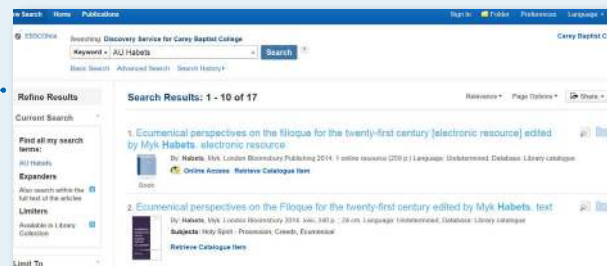 New Search Home Publications
Sign In Folder Preferences Languages
EBSCOhost
Searching: Discovery Service for Carey Baptist College
Carey Baptist C
Keyword AU Habets Search
Basic Search Advanced Search Search History
Refine Results
Search Results: 1 - 10 of 17
Relevance Page Options Share
Current Search
Find all my search terms:
AU Habets
Expanders
Also search within the full text of the articles
Limiters
Available in Library Collection
Limit To
1. Ecumenical perspectives on the filioque for the twenty-first century [electronic resource] edited
by Myk Habets. electronic resource
By: Habets, Myk. London Bloomsbury Publishing 2014. 1 online resource (259 p.) Language: Undetermined, Database: Library catalogue
Online Access Retrieve Catalogue Item
Book
2. Ecumenical perspectives on the Filioque for the twenty-first century edited by Myk Habets. text
By: Habets, Myk. London Bloomsbury 2014. 240 p. ; 24 cm. Language: Undetermined, Database: Library catalogue
Subjects: Holy Spirit - Procession, Creeds, Ecumenical
Retrieve Catalogue Item